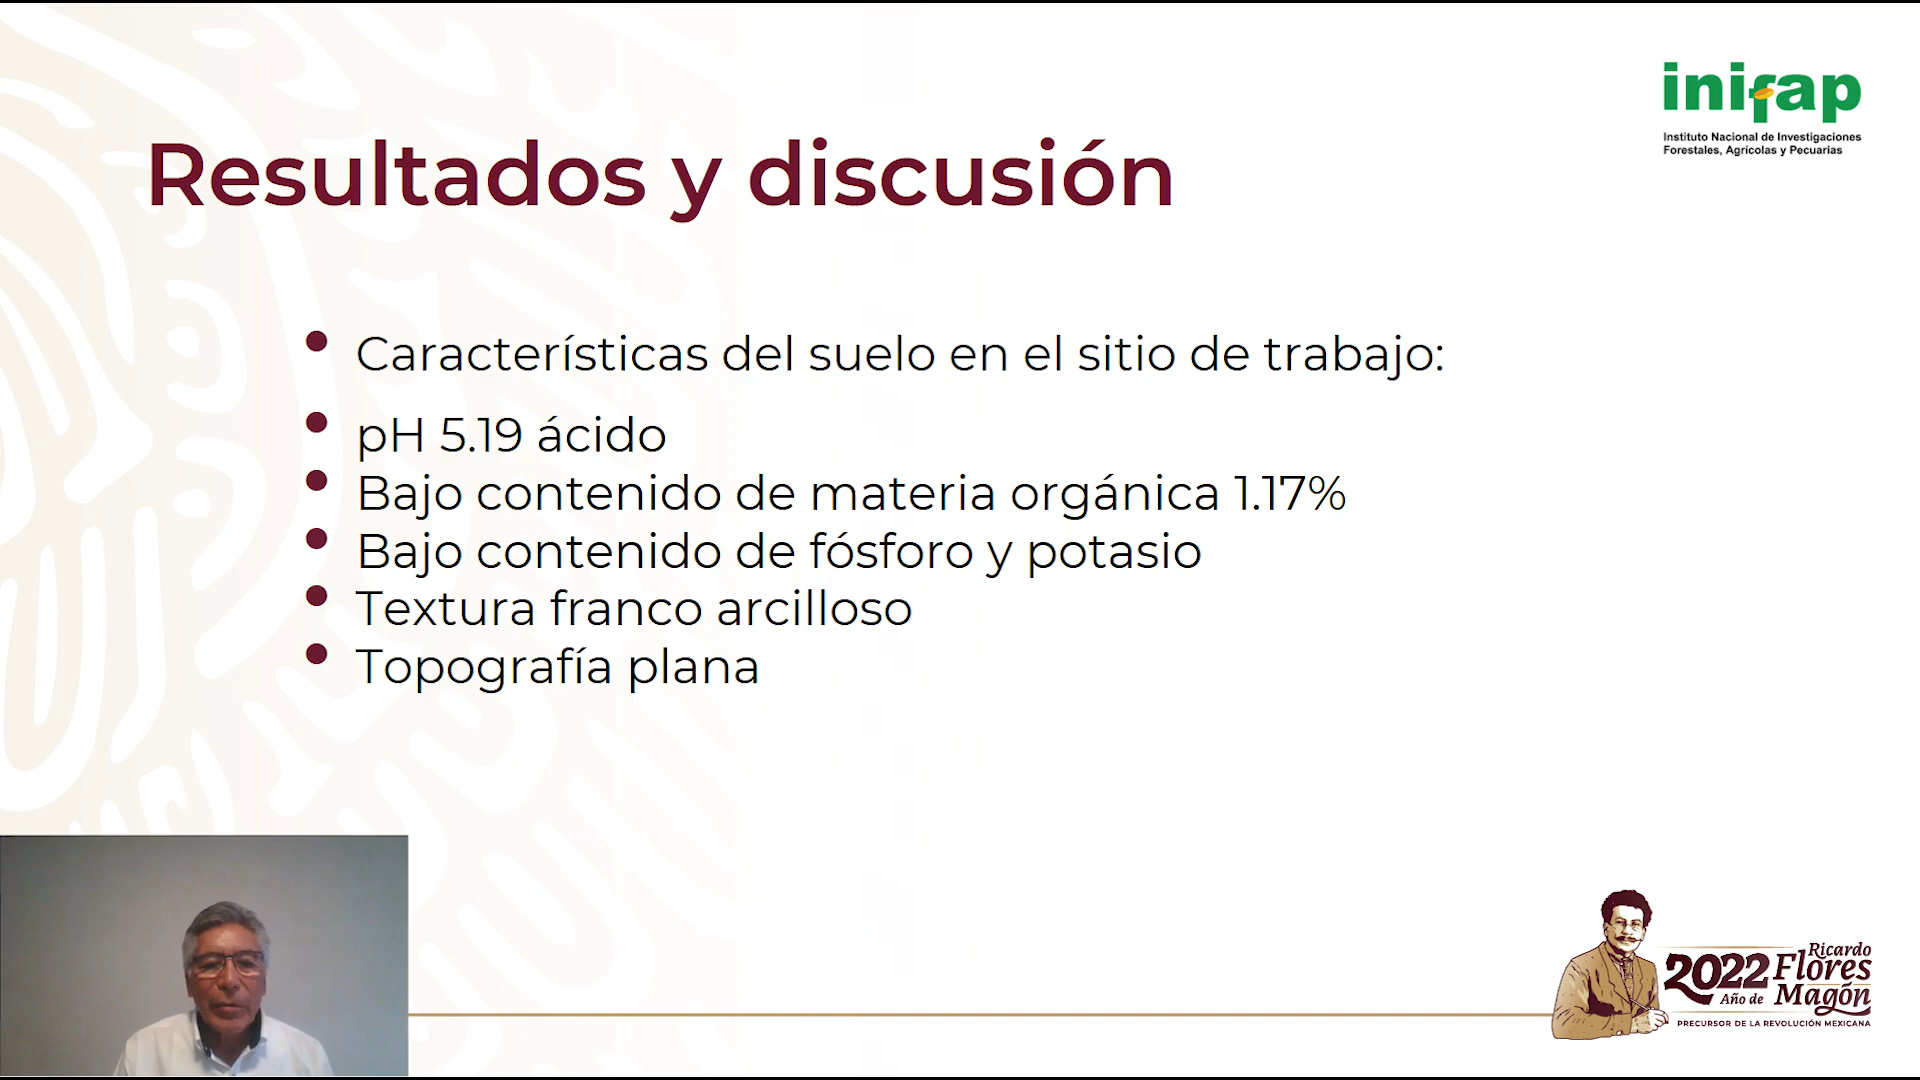 inifap
Instituto Nacional de Investigaciones
Forestales, Agrícolas y Pecuarias
Resultados y discusión
• Características del suelo en el sitio de trabajo:
• pH 5.19 ácido
• Bajo contenido de materia orgánica 1.17%
• Bajo contenido de fósforo y potasio
• Textura franco arcilloso
• Topografía plana
2022 Ricardo
Flores
Año de Magón
PRECURSOR DE LA REVOLUCIÓN MEXICANA